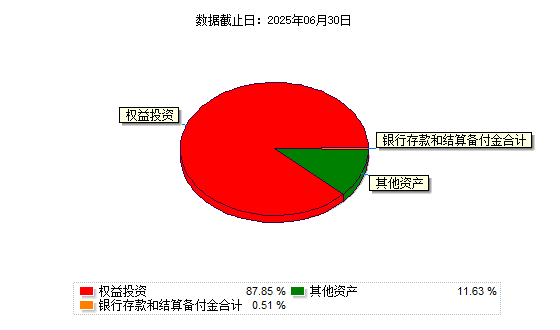 数据截止日：2025年06月30日
权益投资
银行存款和结算备付金合计
其他资产
权益投资 87.85 % 其他资产 11.63 %
银行存款和结算备付金合计 0.51 %